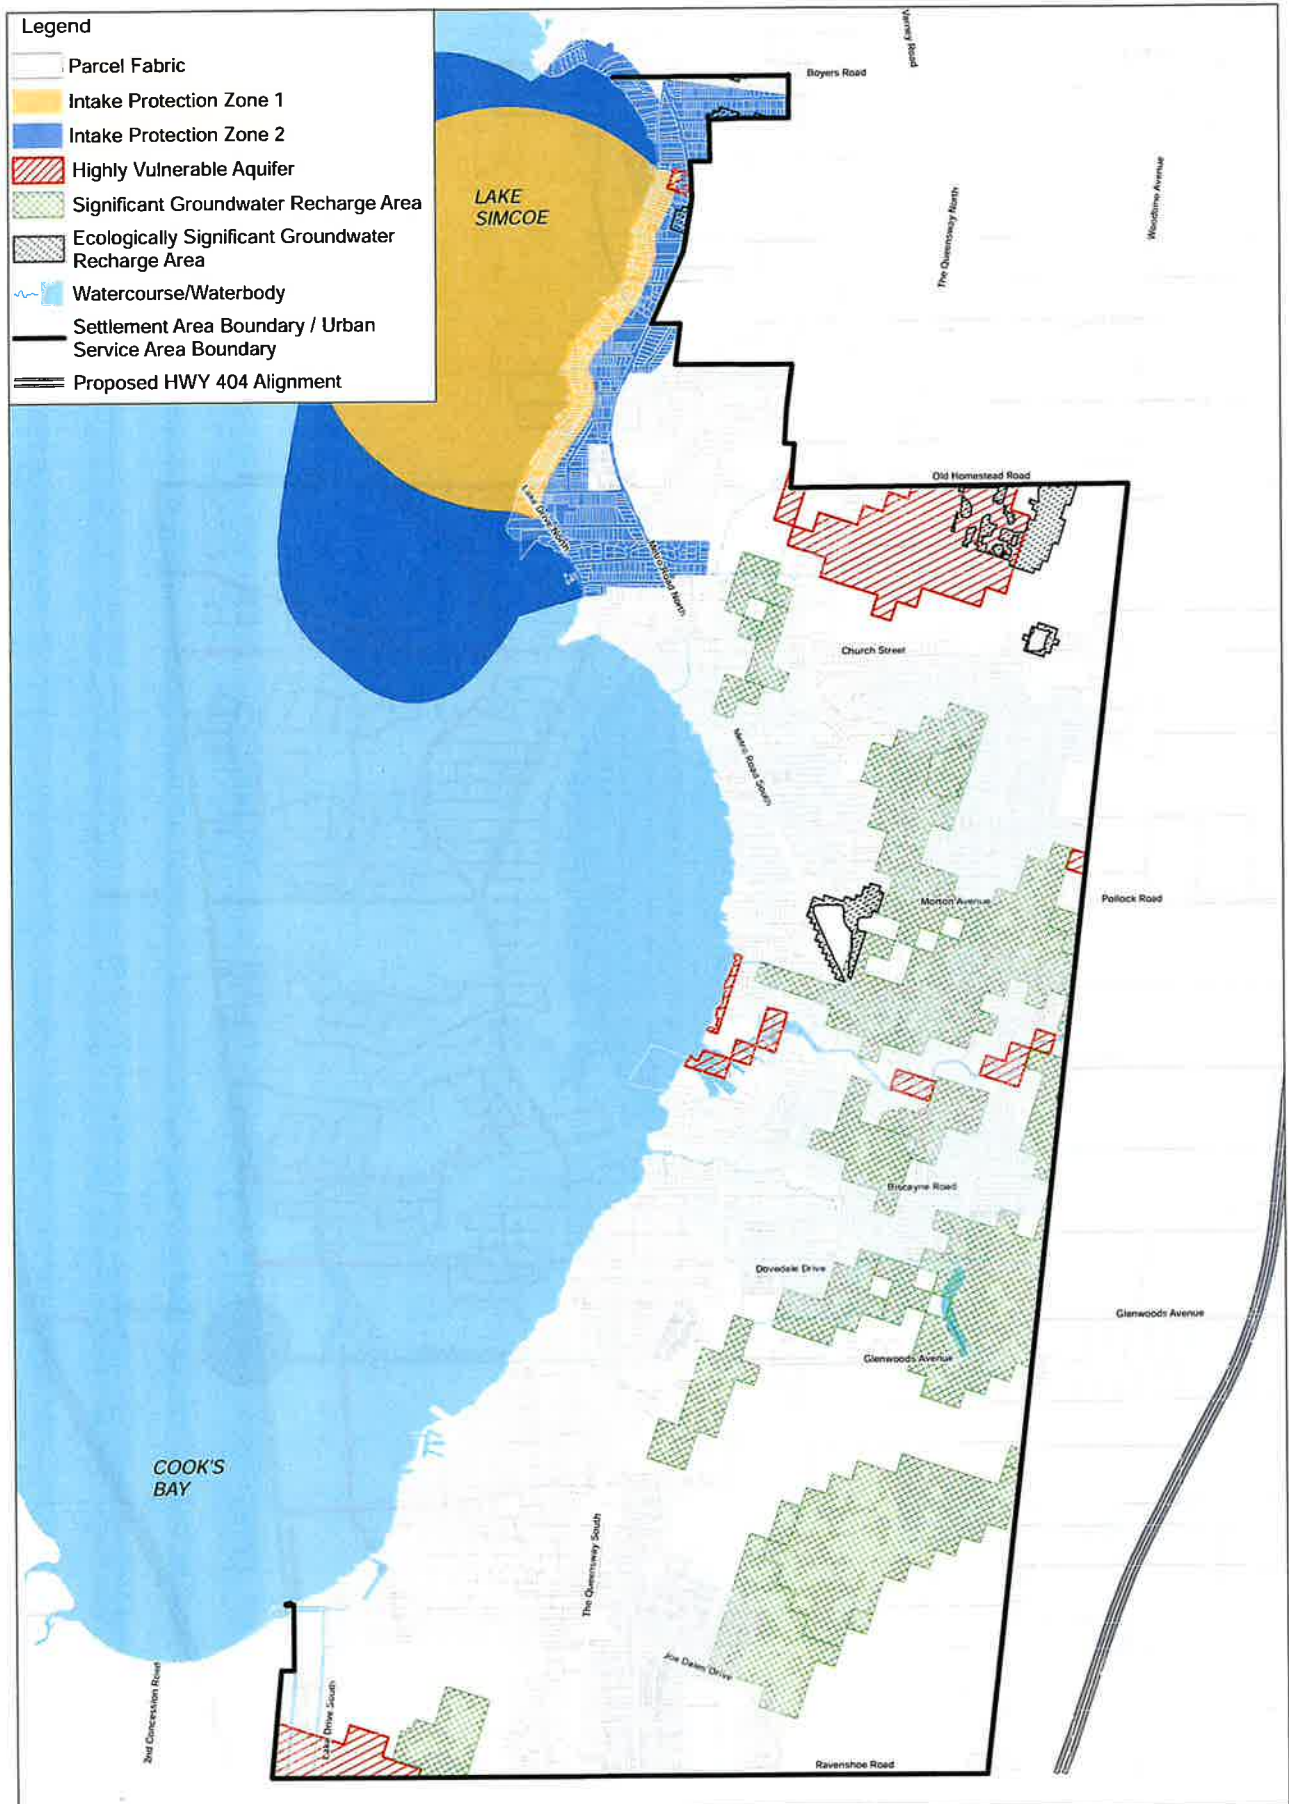 Legend
Parcel Fabric
Intake Protection Zone 1
Intake Protection Zone 2
Highly Vulnerable Aquifer
Significant Groundwater Recharge Area
Ecologically Significant Groundwater
Recharge Area
Watercourse/Waterbody
Settlement Area Boundary / Urban
Service Area Boundary
Proposed HWY 404 Alignment
Varney Road
Boyers Road
LAKE
SIMCOE
The Queensway North
Woodbine Avenue
Old Homestead Road
Lake Drive North
Metro Road North
Church Street
Metro Road South
Morton Avenue
Pollock Road
Biscayne Road
Dovedale Drive
Glenwoods Avenue
Glenwoods Avenue
COOK'S
BAY
The Queensway South
Joe Dales Drive
2nd Concession Road
Lake Drive South
Ravenshoe Road